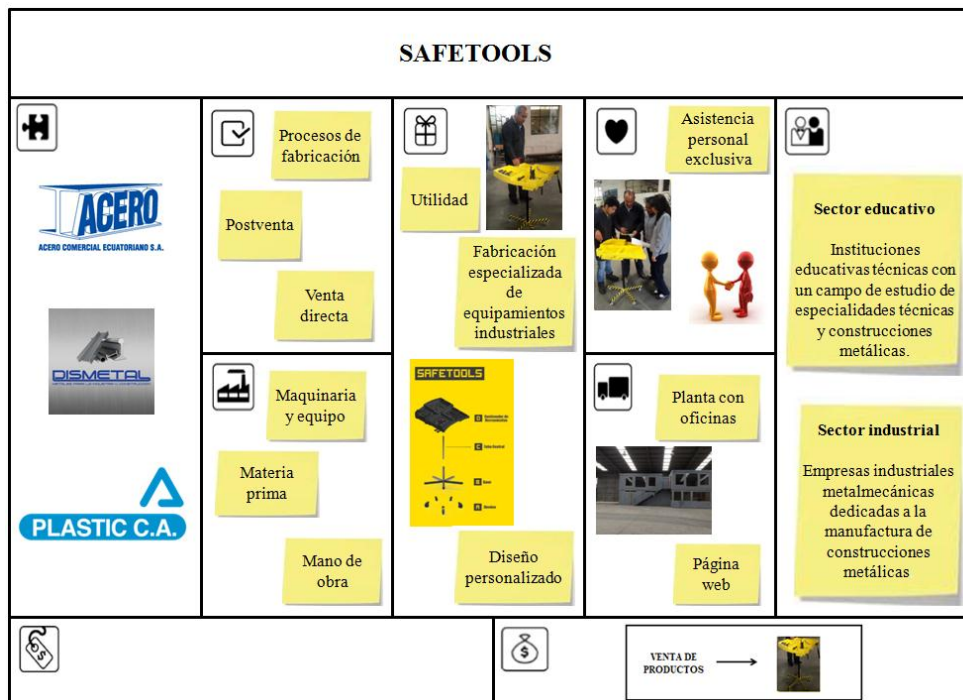 SAFETOOLS
ACERO
ACERO COMERCIAL ECUATORIANO S.A.
DISMETAL
PLASTIC C.A.
Procesos de
fabricación
Postventa
Venta
directa
Maquinaria
y equipo
Materia
prima
Mano de
obra
Utilidad
Fabricación
especializada
de
equipamientos
industriales
SAFETOOLS
Diseño
personalizado
Asistencia
personal
exclusiva
Planta con
oficinas
Página
web
Sector educativo
Instituciones
educativas técnicas con
un campo de estudio de
especialidades técnicas
y construcciones
metálicas.
Sector industrial
Empresas industriales
metalmecánicas
dedicadas a la
manufactura de
construcciones
metálicas
$
$
VENTA DE
PRODUCTOS